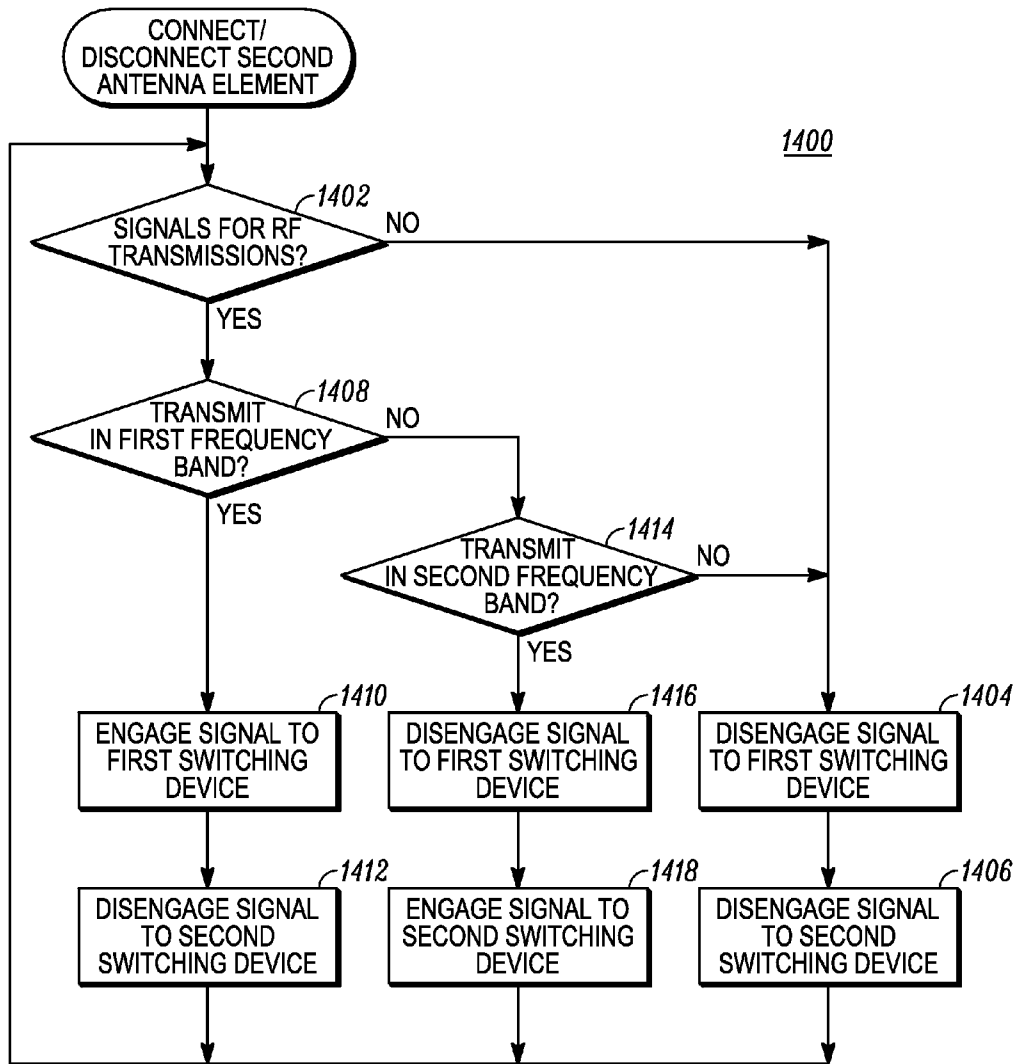 CONNECT/
DISCONNECT SECOND
ANTENNA ELEMENT
1400
1402
SIGNALS FOR RF
TRANSMISSIONS?
NO
YES
1408
TRANSMIT
IN FIRST FREQUENCY
BAND?
NO
YES
1414
TRANSMIT
IN SECOND FREQUENCY
BAND?
NO
YES
1410
ENGAGE SIGNAL TO
FIRST SWITCHING
DEVICE
1416
DISENGAGE SIGNAL
TO FIRST SWITCHING
DEVICE
1404
DISENGAGE SIGNAL
TO FIRST SWITCHING
DEVICE
1412
DISENGAGE SIGNAL
TO SECOND
SWITCHING DEVICE
1418
ENGAGE SIGNAL TO
SECOND SWITCHING
DEVICE
1406
DISENGAGE SIGNAL
TO SECOND
SWITCHING DEVICE